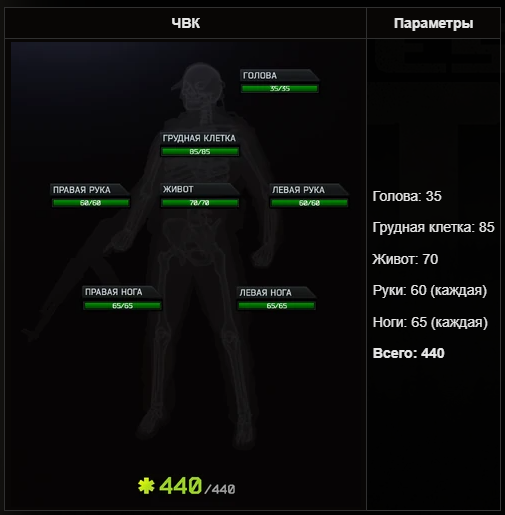 ЧВК
Параметры
ГОЛОВА
35/35
ГРУДНАЯ КЛЕТКА
85/85
ПРАВАЯ РУКА
60/60
ЖИВОТ
70/70
ЛЕВАЯ РУКА
60/60
ПРАВАЯ НОГА
65/65
ЛЕВАЯ НОГА
65/65
440/440
Голова: 35
Грудная клетка: 85
Живот: 70
Руки: 60 (каждая)
Ноги: 65 (каждая)
Всего: 440